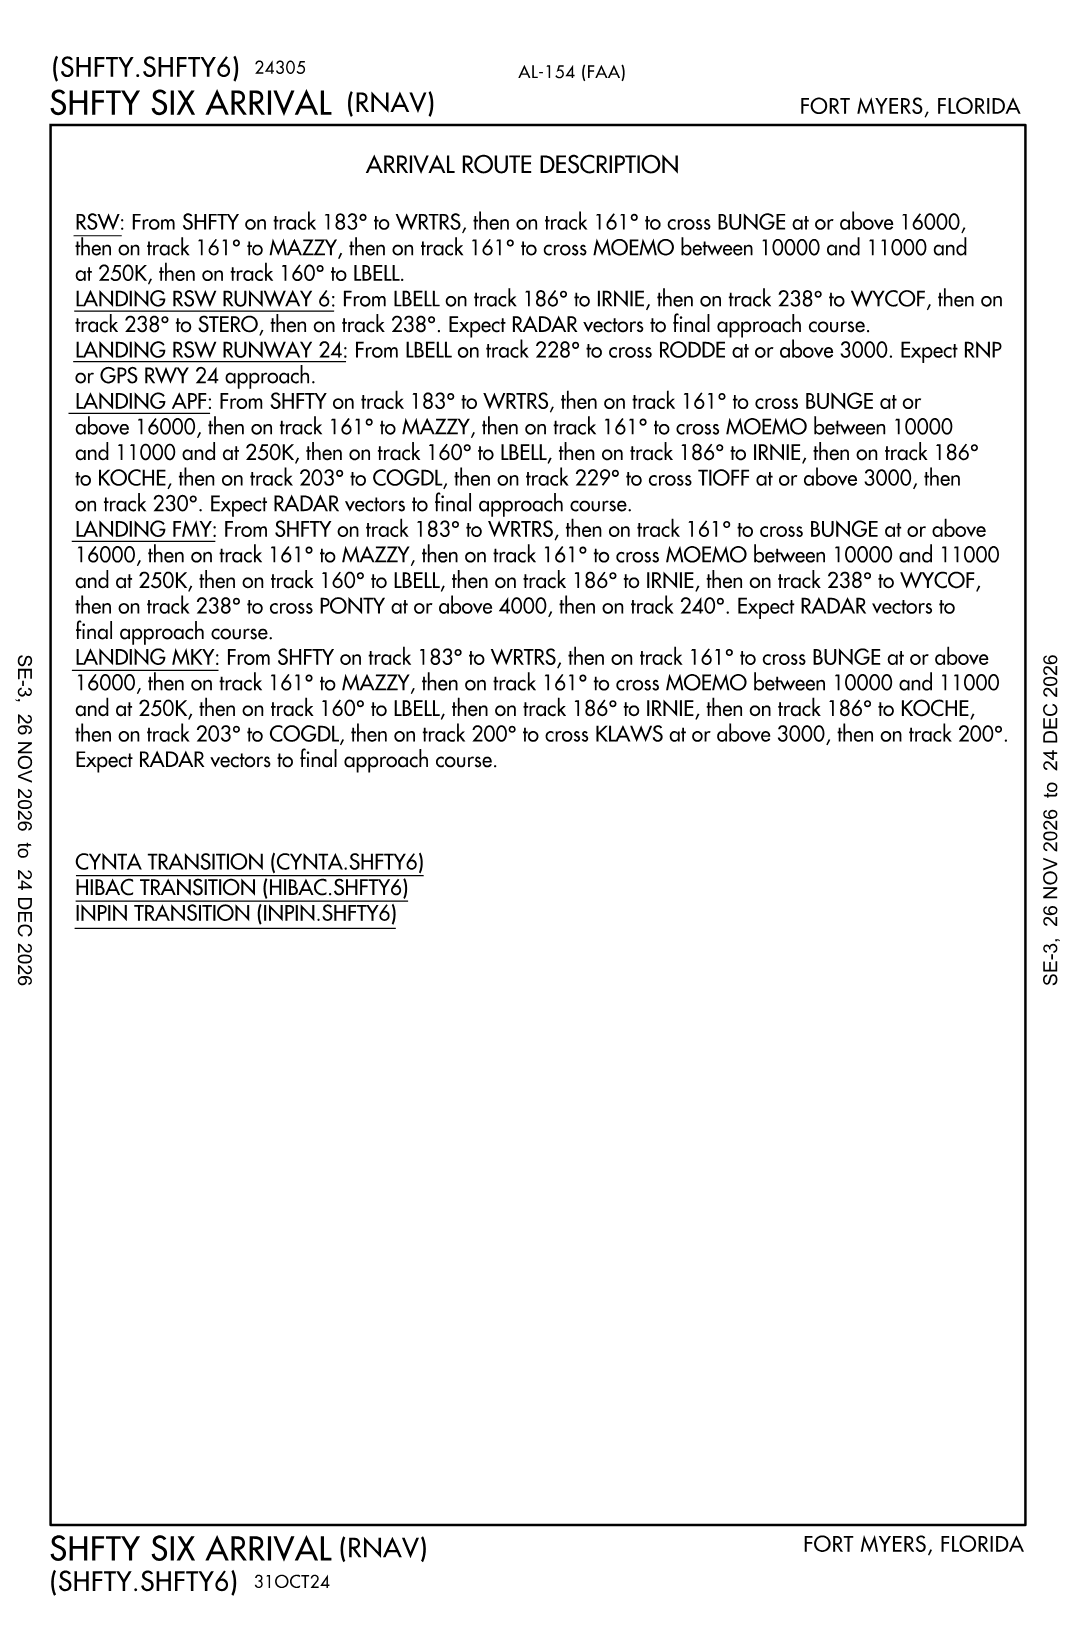 (SHFTY.SHFTY6) 24305
AL-154 (FAA)
SHFTY SIX ARRIVAL (RNAV)
FORT MYERS, FLORIDA
ARRIVAL ROUTE DESCRIPTION
RSW: From SHFTY on track 183° to WRTRS, then on track 161° to cross BUNGE at or above 16000,
then on track 161° to MAZZY, then on track 161° to cross MOEMO between 10000 and 11000 and
at 250K, then on track 160° to LBELL.
LANDING RSW RUNWAY 6: From LBELL on track 186° to IRNIE, then on track 238° to WYCOF, then on
track 238° to STERO, then on track 238°. Expect RADAR vectors to final approach course.
LANDING RSW RUNWAY 24: From LBELL on track 228° to cross RODDE at or above 3000. Expect RNP
or GPS RWY 24 approach.
LANDING APF: From SHFTY on track 183° to WRTRS, then on track 161° to cross BUNGE at or
above 16000, then on track 161° to MAZZY, then on track 161° to cross MOEMO between 10000
and 11000 and at 250K, then on track 160° to LBELL, then on track 186° to IRNIE, then on track 186°
to KOCHE, then on track 203° to COGDL, then on track 229° to cross TIOFF at or above 3000, then
on track 230°. Expect RADAR vectors to final approach course.
LANDING FMY: From SHFTY on track 183° to WRTRS, then on track 161° to cross BUNGE at or above
16000, then on track 161° to MAZZY, then on track 161° to cross MOEMO between 10000 and 11000
and at 250K, then on track 160° to LBELL, then on track 186° to IRNIE, then on track 238° to WYCOF,
then on track 238° to cross PONTY at or above 4000, then on track 240°. Expect RADAR vectors to
final approach course.
LANDING MKY: From SHFTY on track 183° to WRTRS, then on track 161° to cross BUNGE at or above
16000, then on track 161° to MAZZY, then on track 161° to cross MOEMO between 10000 and 11000
and at 250K, then on track 160° to LBELL, then on track 186° to IRNIE, then on track 186° to KOCHE,
then on track 203° to COGDL, then on track 200° to cross KLAWS at or above 3000, then on track 200°.
Expect RADAR vectors to final approach course.
CYNTA TRANSITION (CYNTA.SHFTY6)
HIBAC TRANSITION (HIBAC.SHFTY6)
INPIN TRANSITION (INPIN.SHFTY6)
SE-3, 26 NOV 2026 to 24 DEC 2026
SE-3, 26 NOV 2026 to 24 DEC 2026
SHFTY SIX ARRIVAL (RNAV)
FORT MYERS, FLORIDA
(SHFTY.SHFTY6) 31OCT24